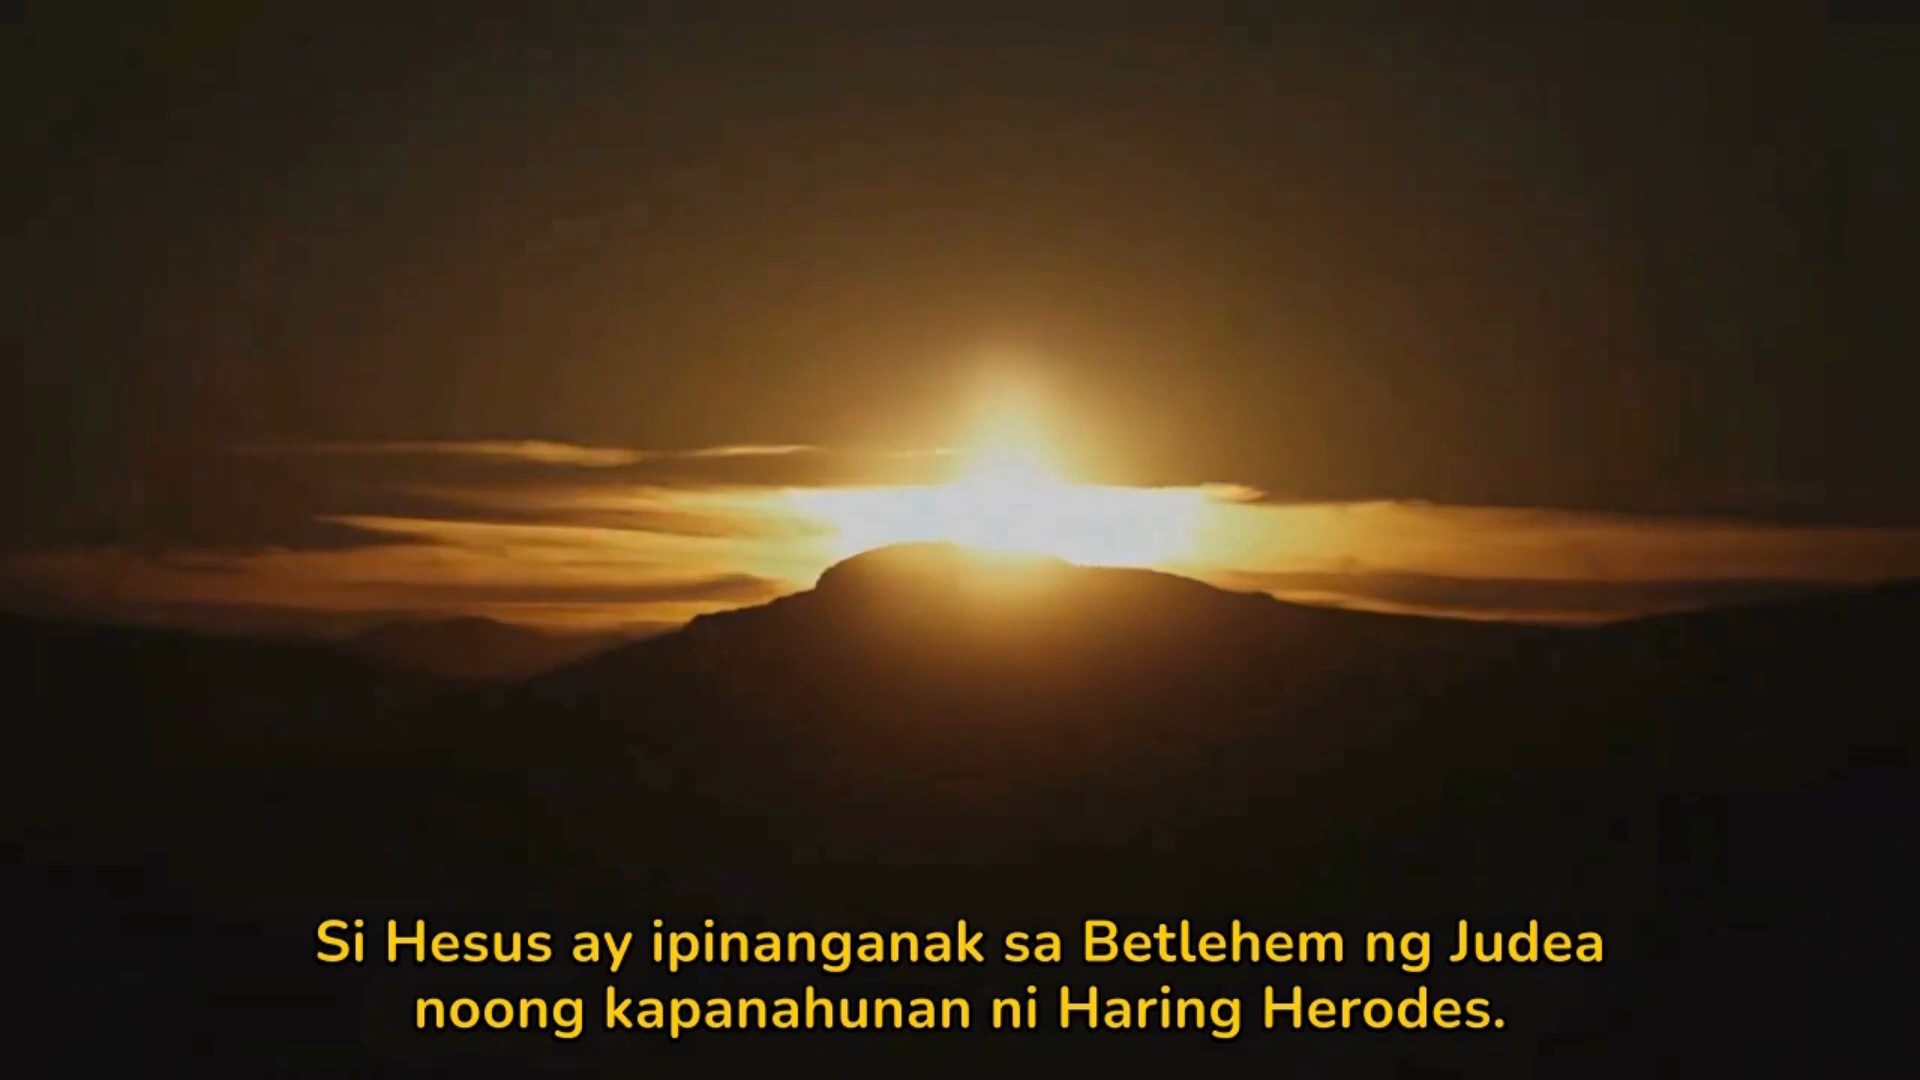 Si Hesus ay ipinanganak sa Betlehem ng Judea
noong kapanahunan ni Haring Herodes.